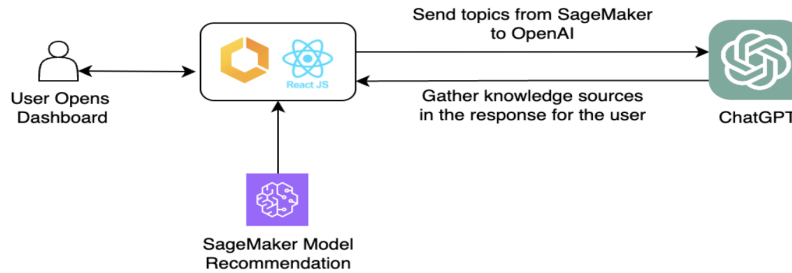 Send topics from SageMaker
to OpenAI
React JS
User Opens
Dashboard
Gather knowledge sources
in the response for the user
ChatGPT
SageMaker Model
Recommendation